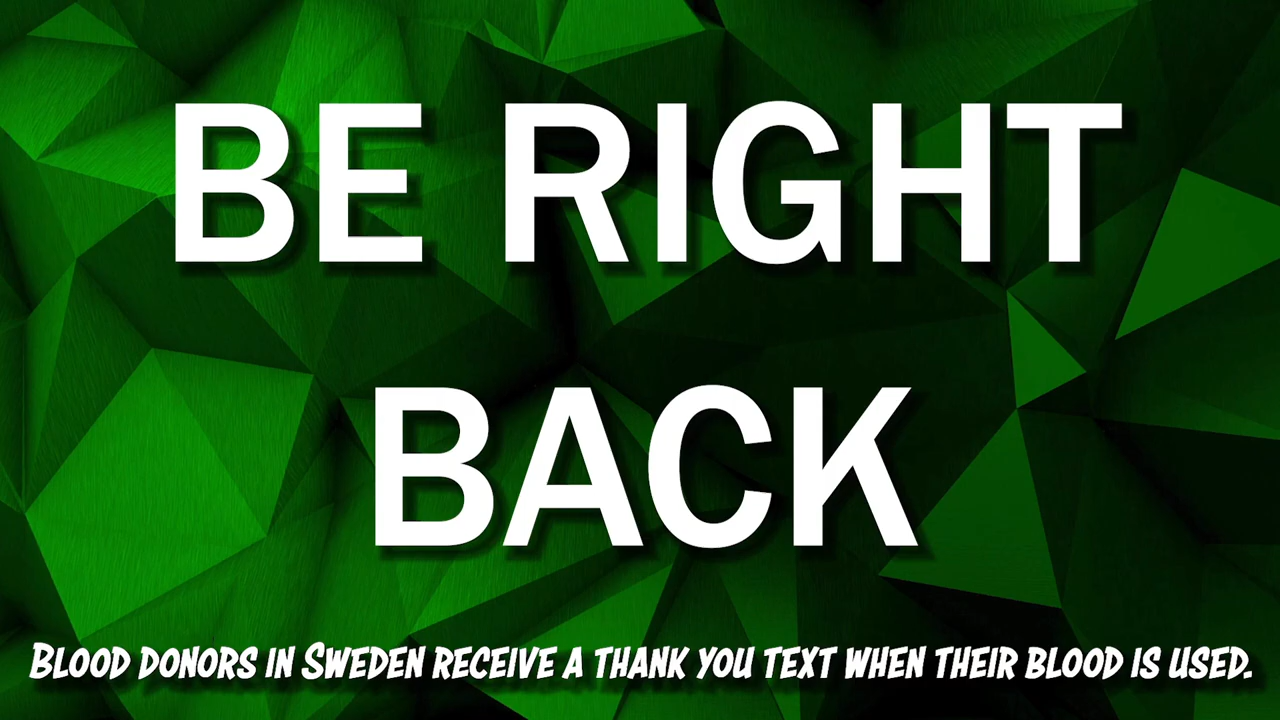 BE RIGHT
BACK
Blood donors in Sweden receive a thank you text when their blood is used.